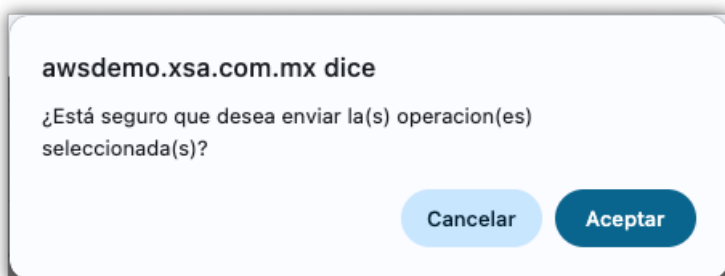 awsdemo.xsa.com.mx dice
¿Está seguro que desea enviar la(s) operacion(es)
seleccionada(s)?
Cancelar
Aceptar